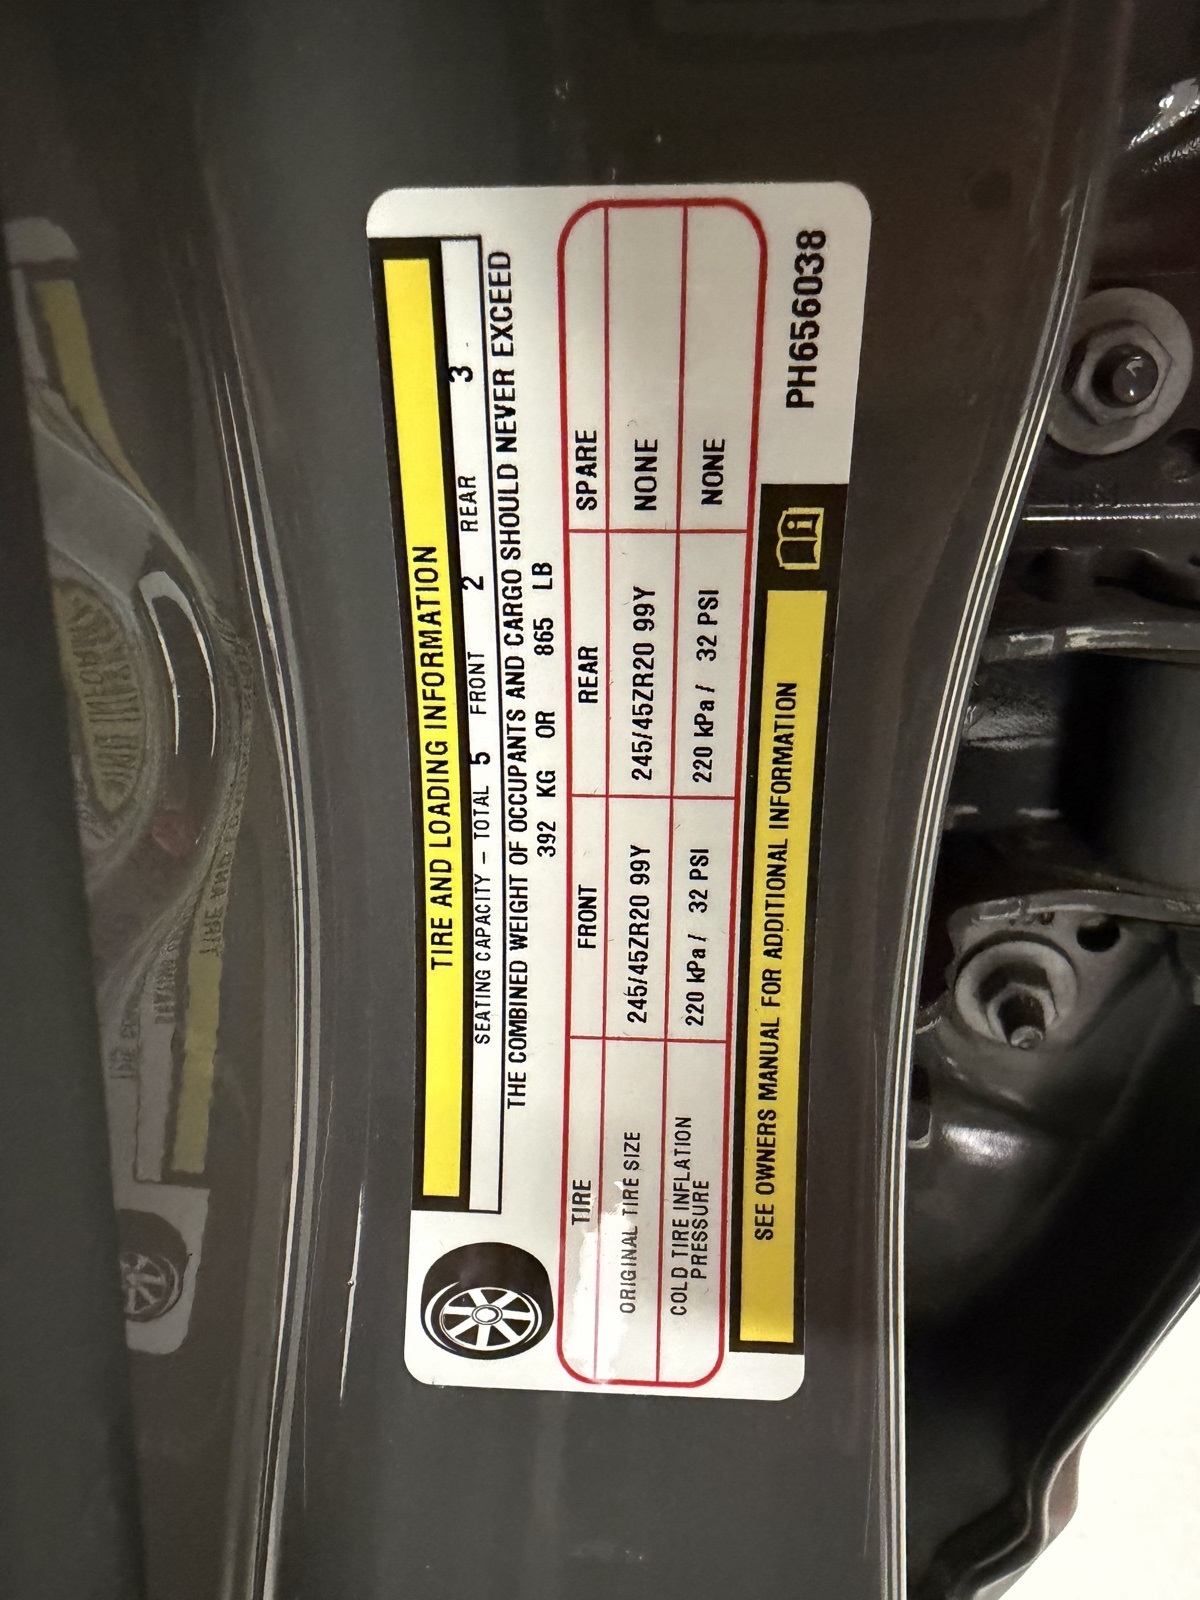 TIRE AND LOADING INFORMATION
SEATING CAPACITY – TOTAL 5 FRONT 2 REAR 3
THE COMBINED WEIGHT OF OCCUPANTS AND CARGO SHOULD NEVER EXCEED
392 KG OR 865 LB
TIRE FRONT REAR SPARE
ORIGINAL TIRE SIZE 245/45ZR20 99Y 245/45ZR20 99Y NONE
COLD TIRE INFLATION
PRESSURE 220 kPa / 32 PSI 220 kPa / 32 PSI NONE
SEE OWNERS MANUAL FOR ADDITIONAL INFORMATION
PH656038